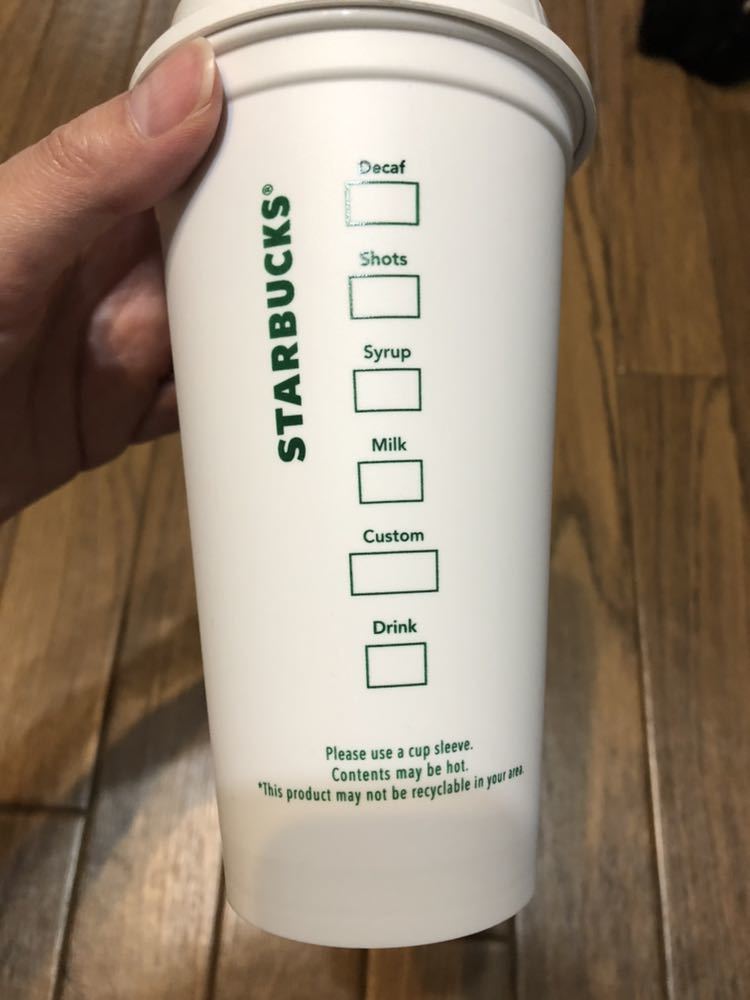 STARBUCKS®
Decaf
Shots
Syrup
Milk
Custom
Drink
Please use a cup sleeve.
Contents may be hot.
*This product may not be recyclable in your area.